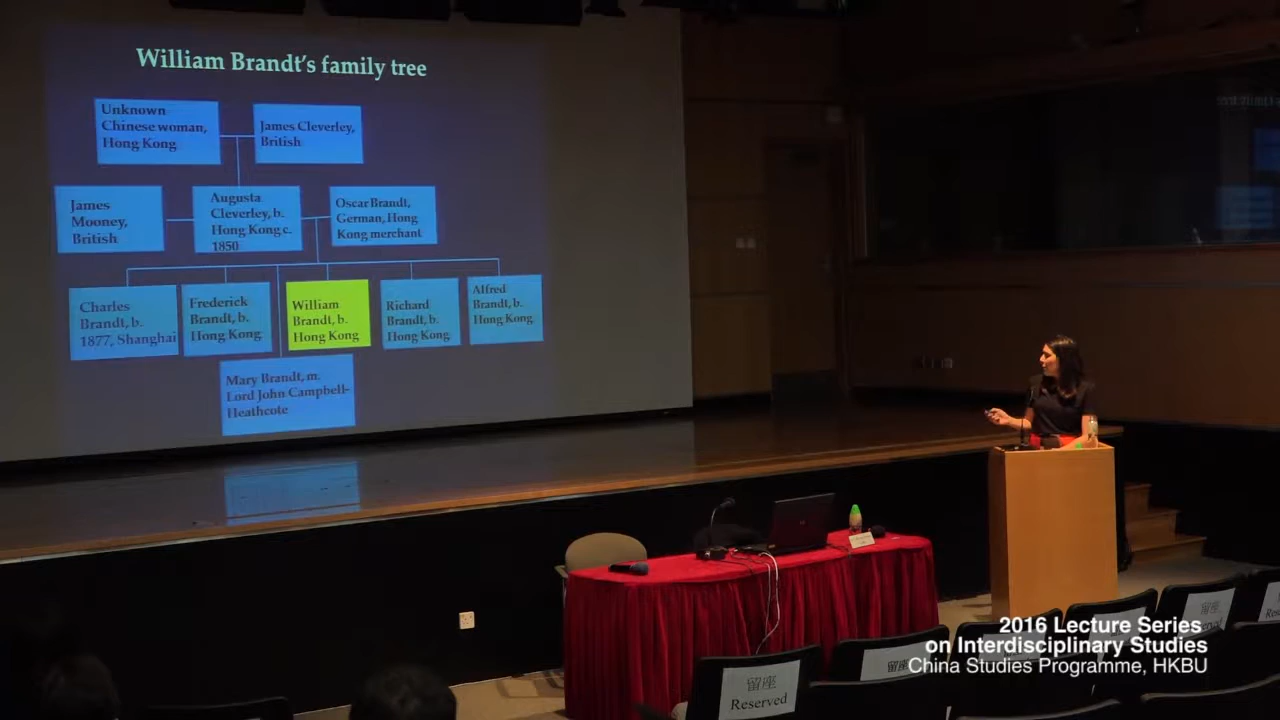 William Brandt's family tree
Unknown
Chinese woman,
Hong Kong
James Cleverley,
British
James
Mooney,
British
Augusta
Cleverley, b.
Hong Kong c.
1850
Oscar Brandt,
German, Hong
Kong merchant
Charles
Brandt, b.
1877, Shanghai
Frederick
Brandt, b.
Hong Kong
William
Brandt, b.
Hong Kong
Richard
Brandt, b.
Hong Kong
Alfred
Brandt, b.
Hong Kong
Mary Brandt, m.
Lord John Campbell-
Heathcote
2016 Lecture Series
on Interdisciplinary Studies
China Studies Programme, HKBU
留座
Reserved
留座